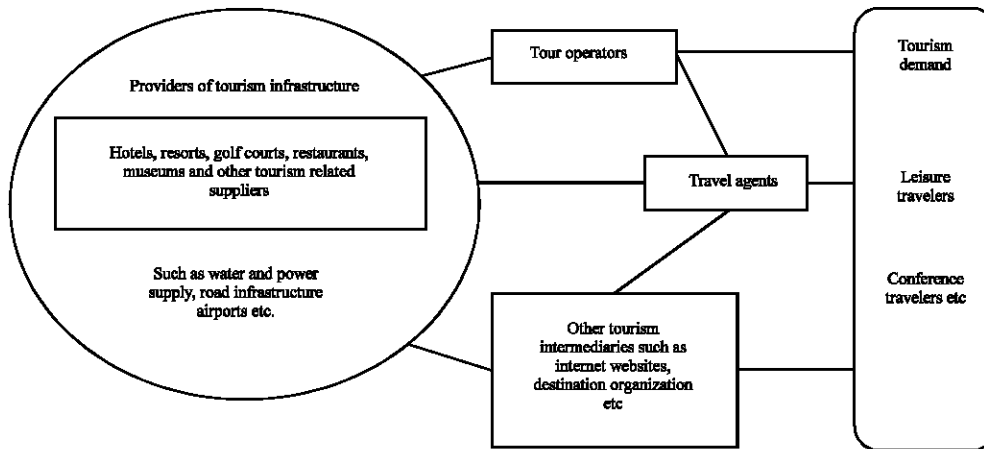 Providers of tourism infrastructure
Hotels, resorts, golf courts, restaurants,
museums and other tourism related
suppliers
Such as water and power
supply, road infrastructure
airports etc.
Tour operators
Travel agents
Other tourism
intermediaries such as
internet websites,
destination organization
etc
Tourism
demand
Leisure
travelers
Conference
travelers etc